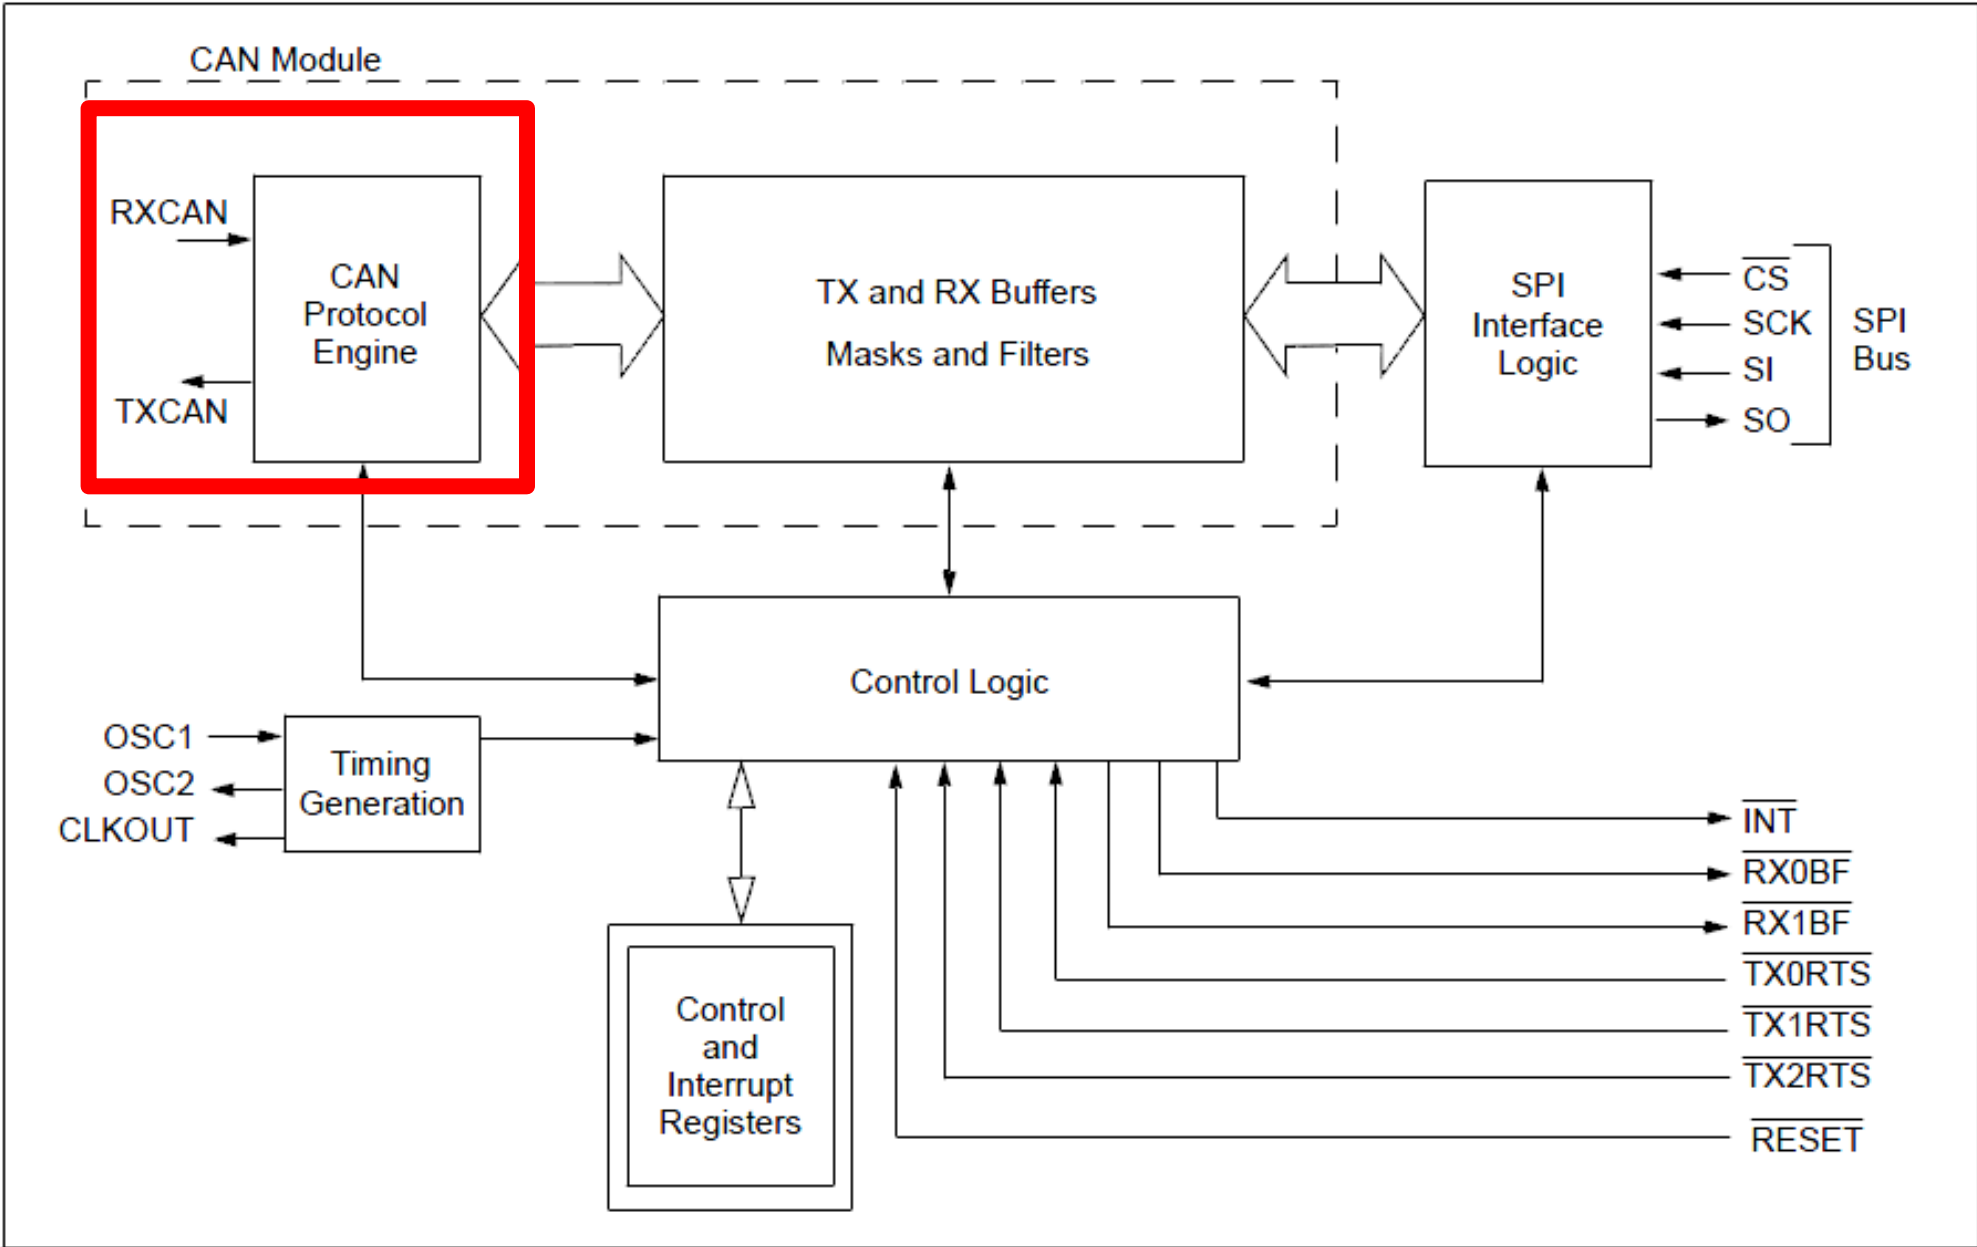 CAN Module
RXCAN
TXCAN
CAN
Protocol
Engine
TX and RX Buffers
Masks and Filters
SPI
Interface
Logic
CS
SCK
SI
SO
SPI
Bus
Control Logic
OSC1
OSC2
CLKOUT
Timing
Generation
Control
and
Interrupt
Registers
INT
RX0BF
RX1BF
TX0RTS
TX1RTS
TX2RTS
RESET